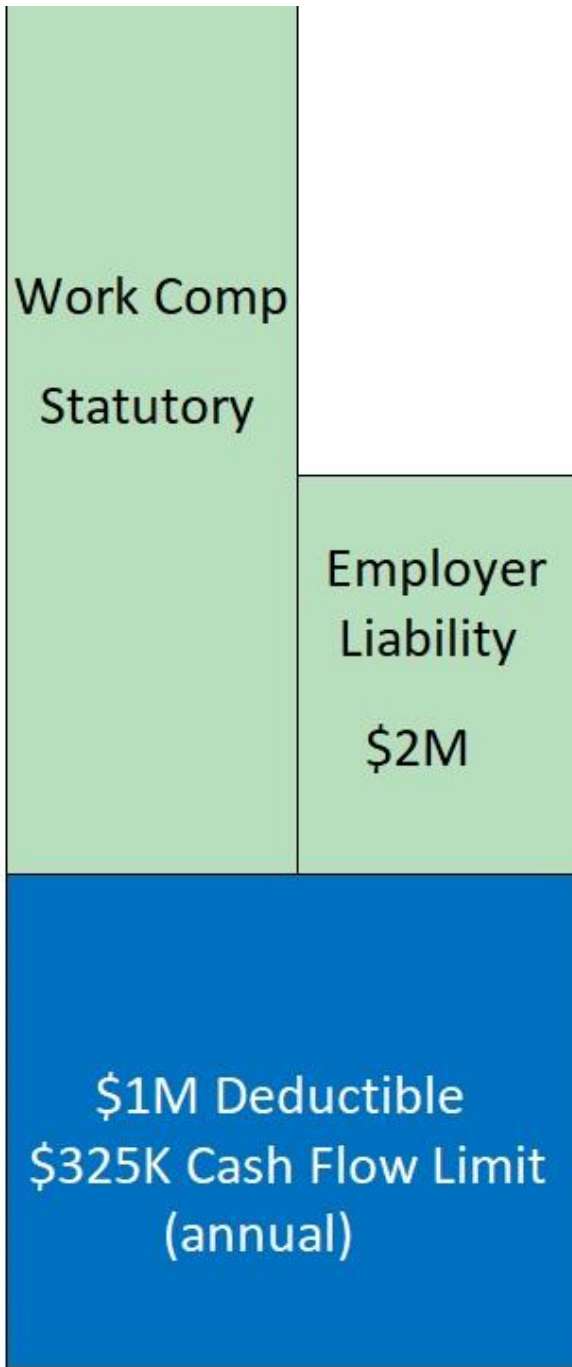 Work Comp
Statutory
Employer
Liability
$2M
$1M Deductible
$325K Cash Flow Limit
(annual)